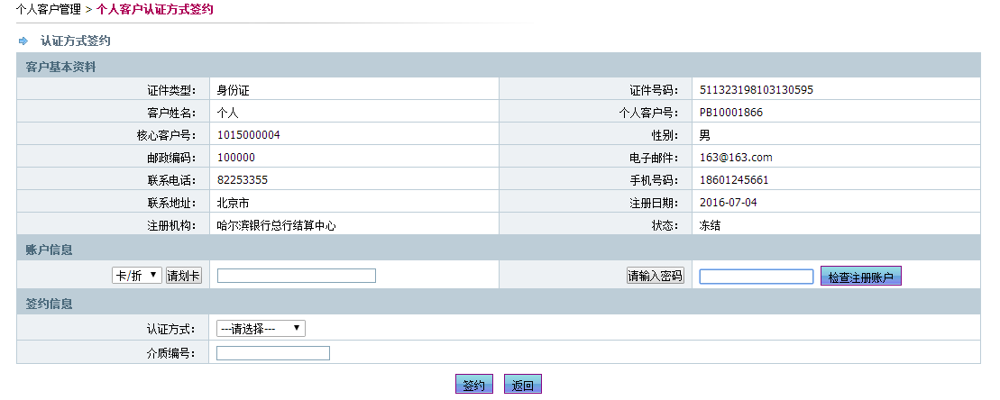 个人客户管理 > 个人客户认证方式签约
认证方式签约
客户基本资料
证件类型： 身份证 证件号码： 511323198103130595
客户姓名： 个人 个人客户号： PB10001866
核心客户号： 1015000004 性别： 男
邮政编码： 100000 电子邮件： 163@163.com
联系电话： 82253355 手机号码： 18601245661
联系地址： 北京市 注册日期： 2016-07-04
注册机构： 哈尔滨银行总行结算中心 状态： 冻结
账户信息
卡/折 请划卡 请输入密码 检查注册账户
签约信息
认证方式： ---请选择---
介质编号：
签约 返回